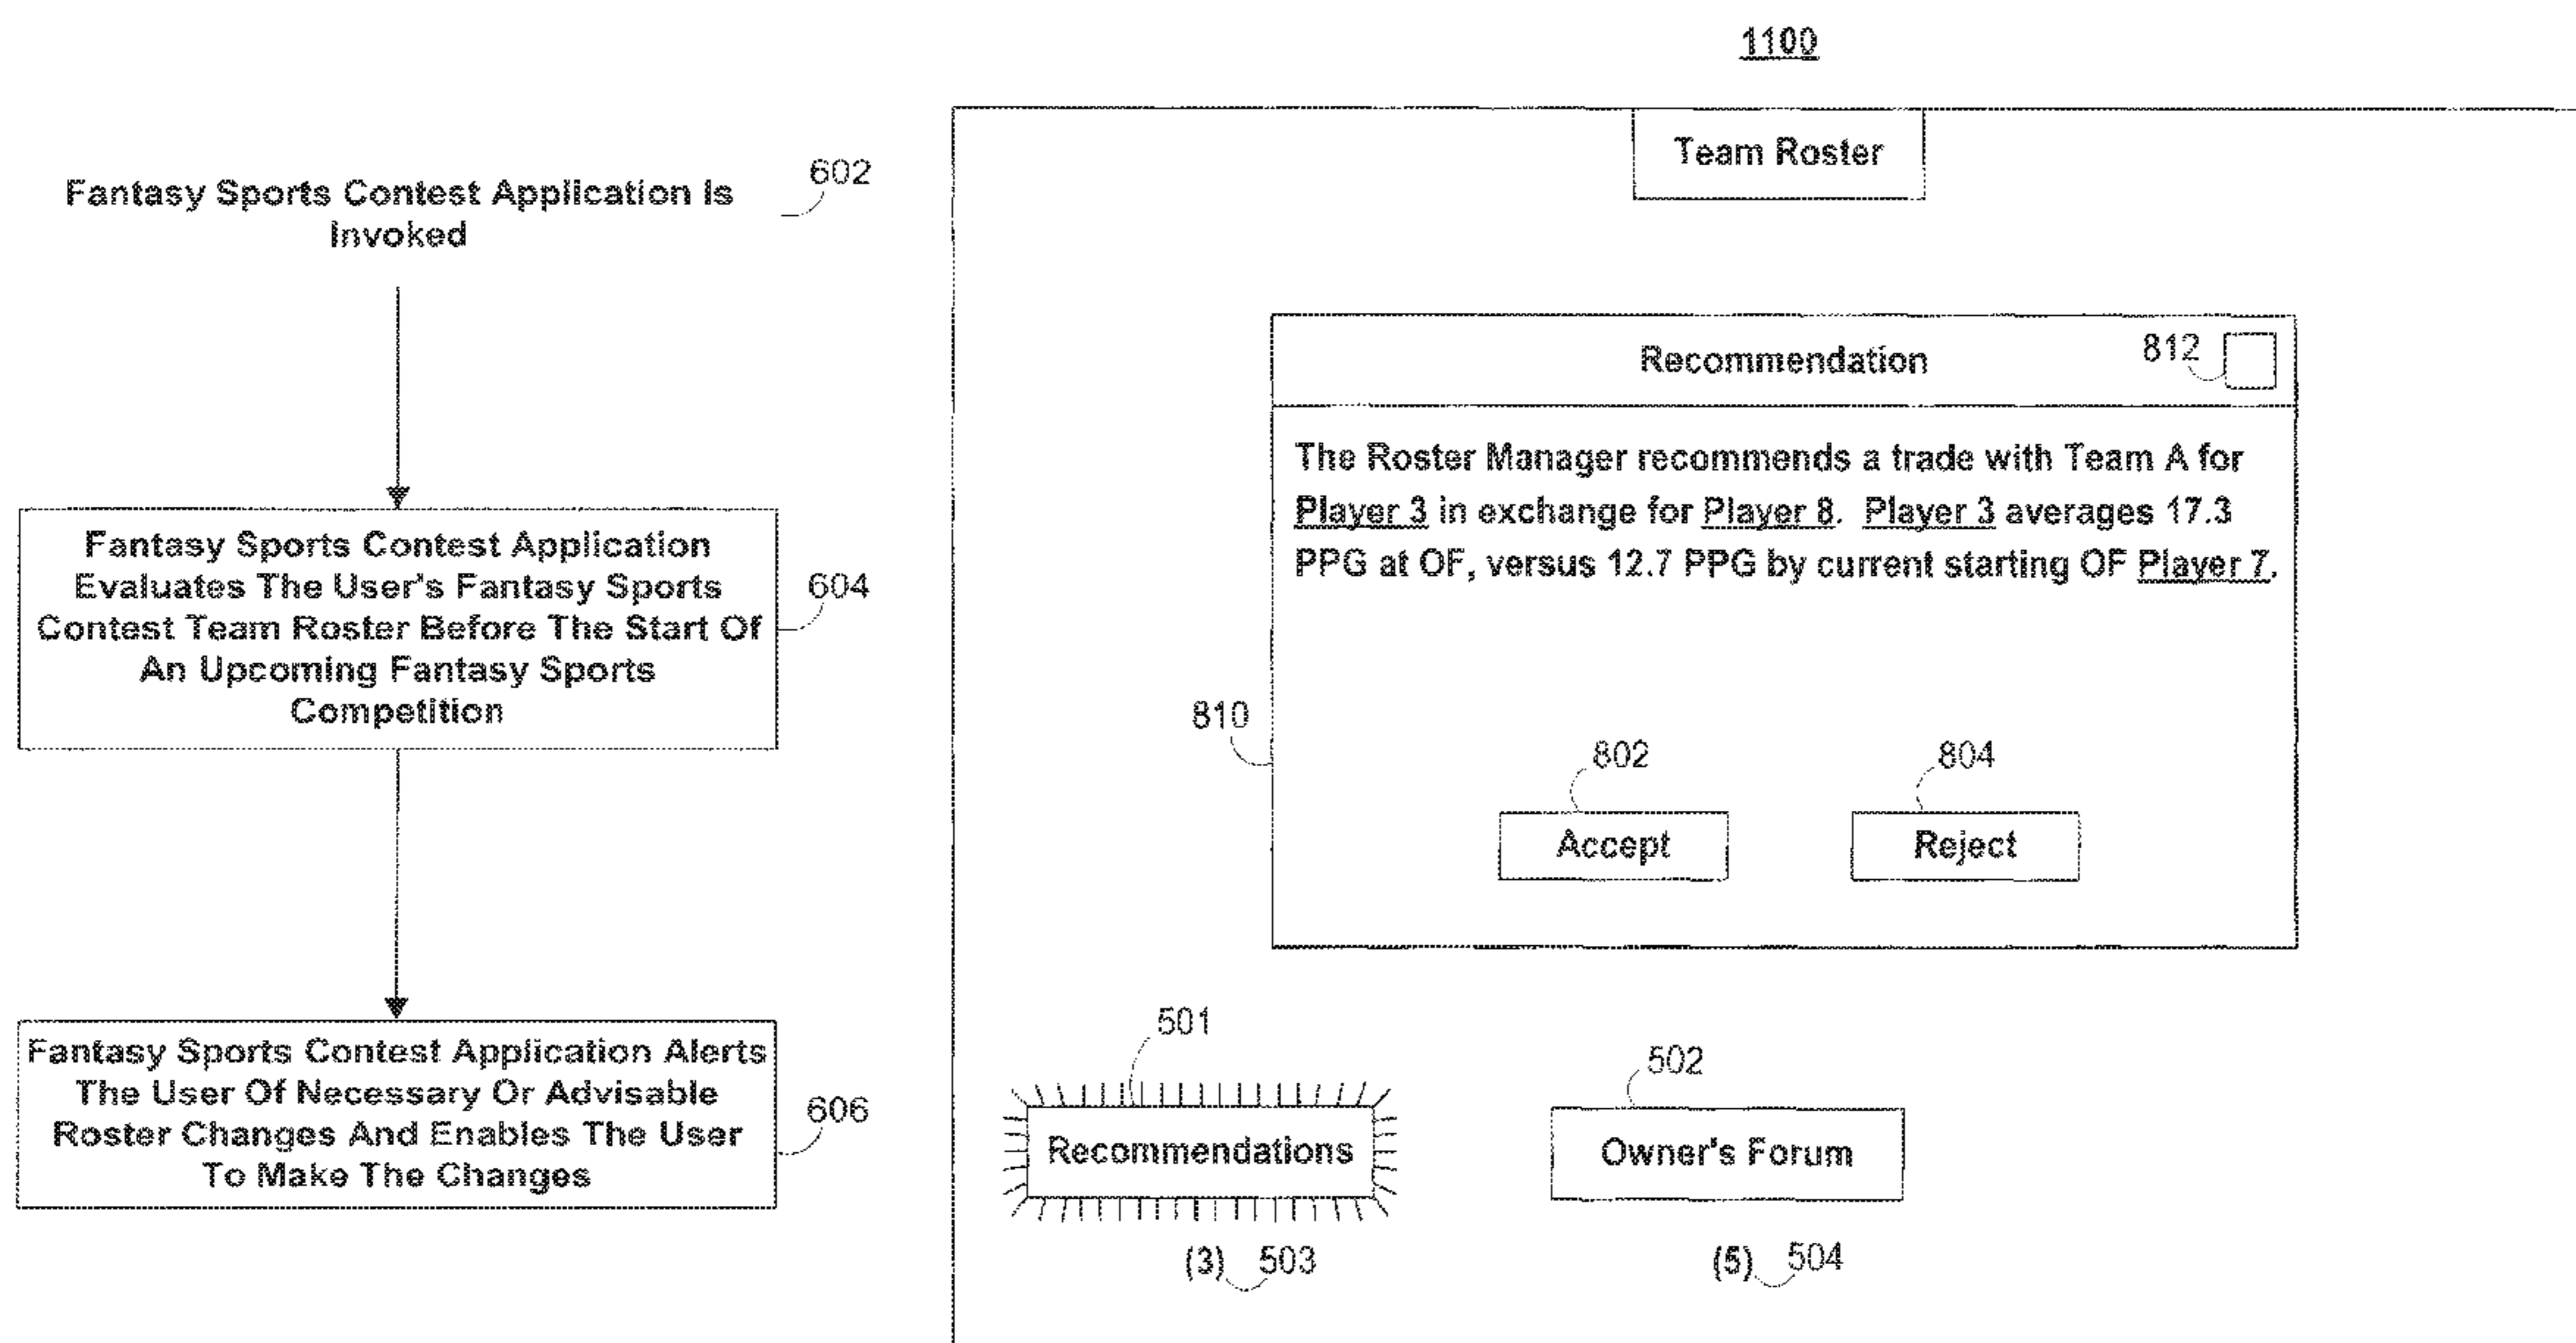 1100
Fantasy Sports Contest Application Is
Invoked
602
Fantasy Sports Contest Application
Evaluates The User's Fantasy Sports
Contest Team Roster Before The Start Of
An Upcoming Fantasy Sports
Competition
604
Fantasy Sports Contest Application Alerts
The User Of Necessary Or Advisable
Roster Changes And Enables The User
To Make The Changes
606
Team Roster
Recommendation
812
The Roster Manager recommends a trade with Team A for
Player 3 in exchange for Player 8. Player 3 averages 17.3
PPG at OF, versus 12.7 PPG by current starting OF Player 7.
810
802
804
Accept
Reject
501
502
Recommendations
Owner's Forum
(3) 503
(5) 504